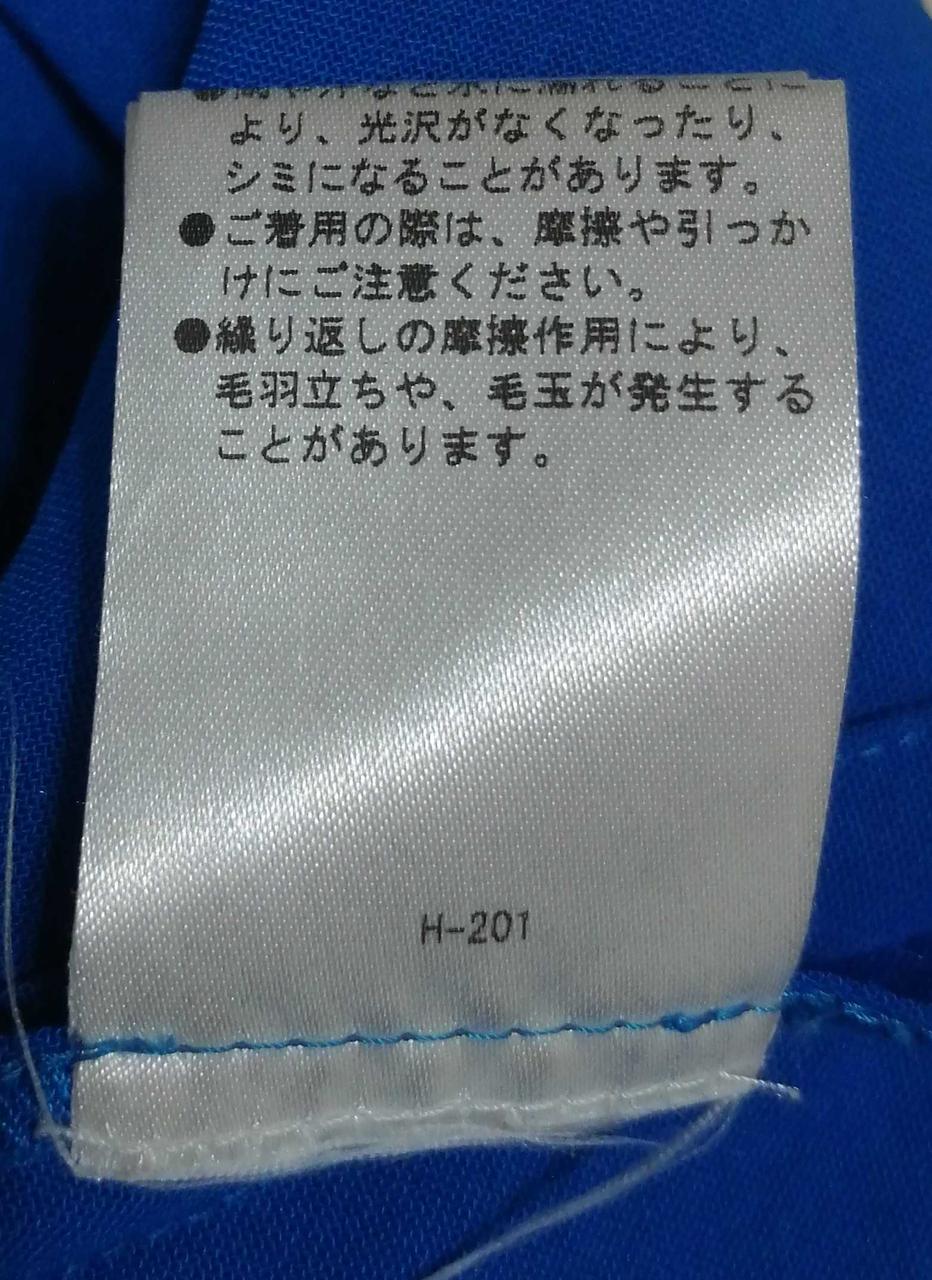 より、光沢がなくなったり、
シミになることがあります。
●ご着用の際は、摩擦や引っか
けにご注意ください。
●繰り返しの摩擦作用により、
毛羽立ちや、毛玉が発生する
ことがあります。
H-201